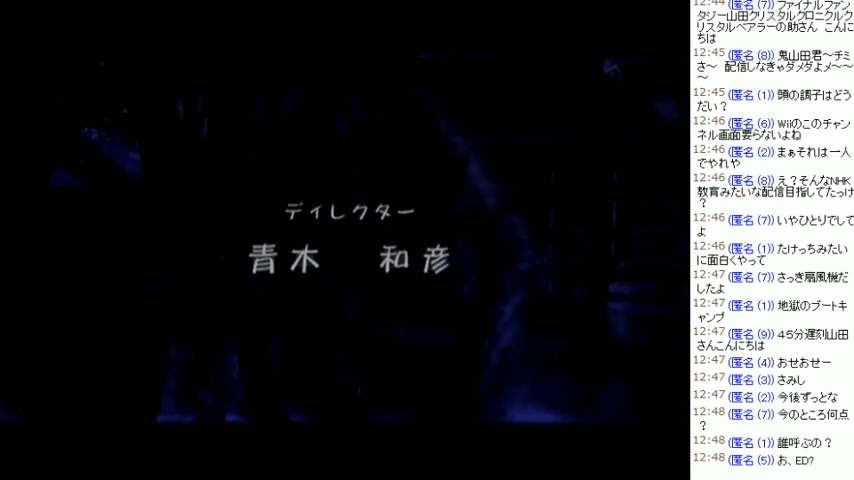 ディレクター
青木 和彦
12:44 (匿名(7)) ファイナルファン
タジー山田クリスタルクロニクルク
リスタルベアラーの助さん こんに
ちは
12:45 (匿名(8)) 鬼山田君～チミ
さ～ 配信しなきゃダメダよメ～～
～
12:45 (匿名(1)) 頭の調子はどう
だい？
12:46 (匿名(6)) Wiiのこのチャン
ネル画面要らないよね
12:46 (匿名(2)) まぁそれは一人
でやれや
12:46 (匿名(8)) え？そんなNHK
教育みたいな配信目指してたっけ
？
12:46 (匿名(7)) いやひとりでして
よ
12:46 (匿名(1)) たけっちみたい
に面白くやって
12:47 (匿名(7)) さっき扇風機だ
したよ
12:47 (匿名(1)) 地獄のブートキ
ャンプ
12:47 (匿名(9)) ４５分遅刻山田
さんこんにちは
12:47 (匿名(4)) おせおせー
12:47 (匿名(3)) さみし
12:47 (匿名(2)) 今後ずっとな
12:48 (匿名(7)) 今のところ何点
？
12:48 (匿名(1)) 誰呼ぶの？
12:48 (匿名(5)) お、ED?